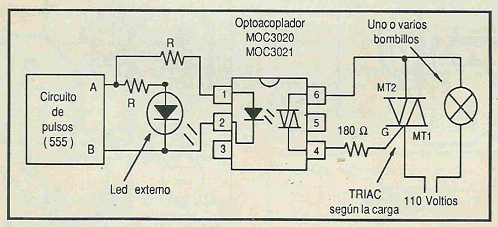 Optoacoplador
MOC3020
MOC3021
Uno o varios
bombillos
R
A
R
Circuito
de
pulsos
( 555 )
B
Led externo
1
2
3
6
5
4
MT2
180 Ω
G
MT1
TRIAC
según la carga
110 Voltios